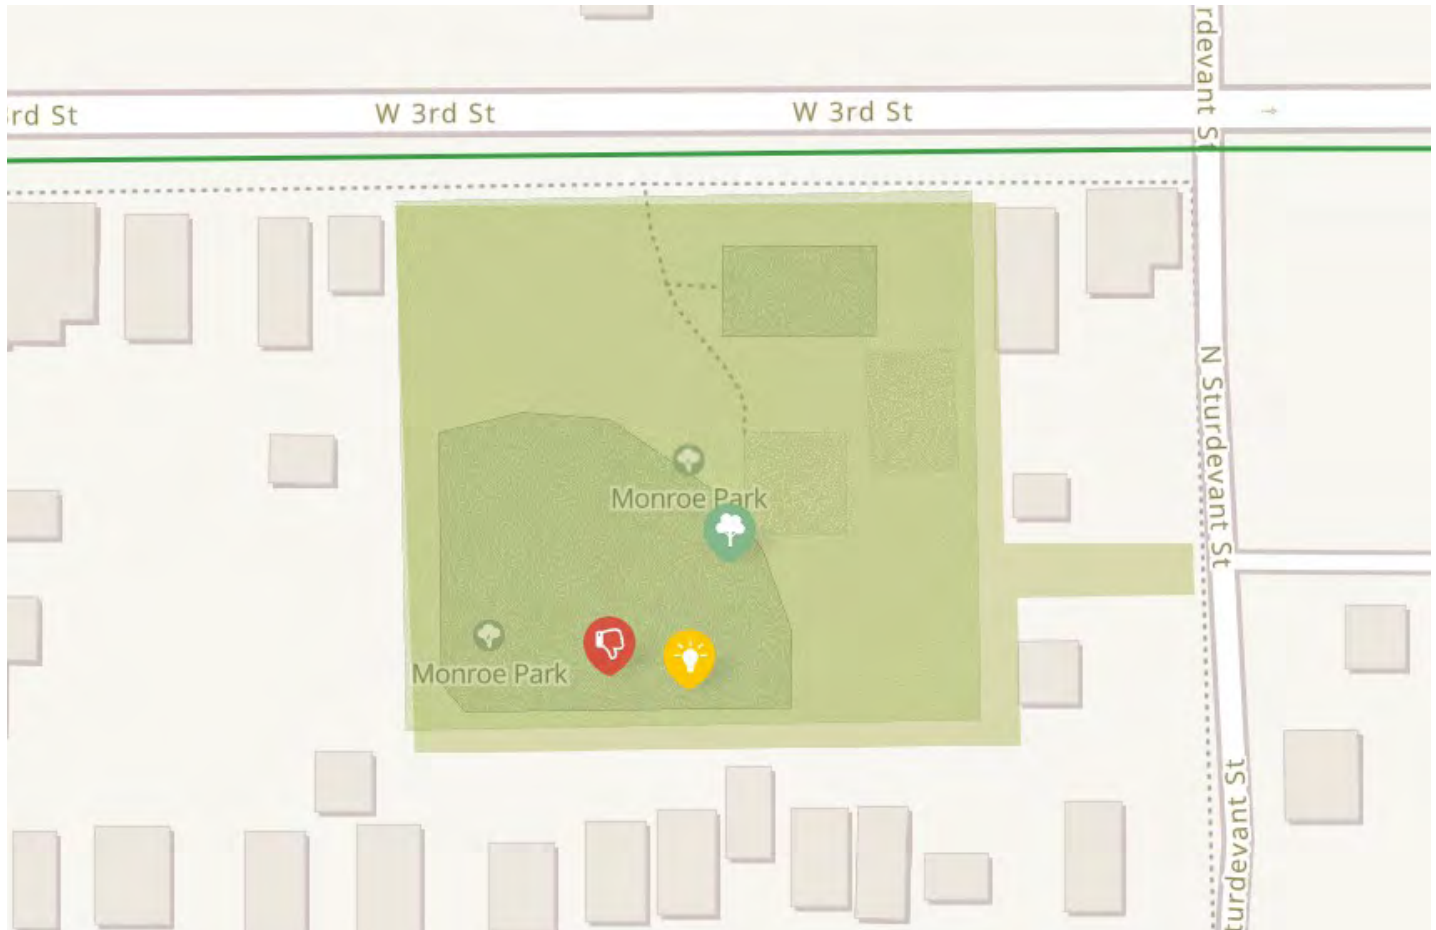 rd St
W 3rd St
W 3rd St
rdevant St
N Sturdevant St
Monroe Park
Monroe Park
turdevant St